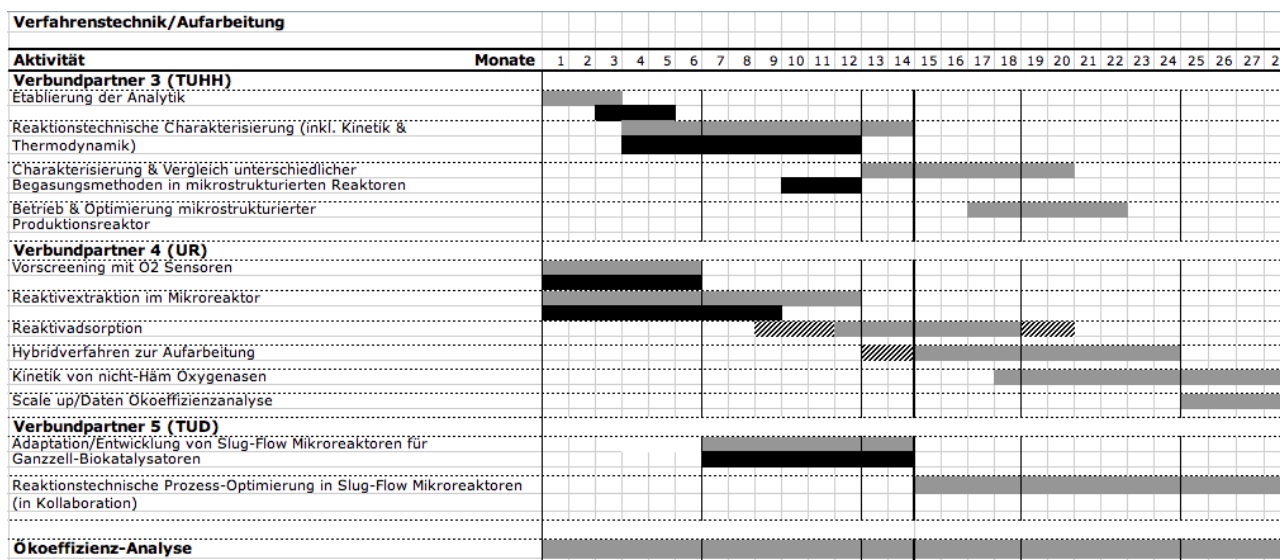 Verfahrenstechnik/Aufarbeitung
Aktivität Monate 1 2 3 4 5 6 7 8 9 10 11 12 13 14 15 16 17 18 19 20 21 22 23 24 25 26 27 2
Verbundpartner 3 (TUHH)
Etablierung der Analytik
Reaktionstechnische Charakterisierung (inkl. Kinetik &
Thermodynamik)
Charakterisierung & Vergleich unterschiedlicher
Begasungsmethoden in mikrostrukturierten Reaktoren
Betrieb & Optimierung mikrostrukturierter
Produktionsreaktor
Verbundpartner 4 (UR)
Vorscreening mit O2 Sensoren
Reaktivextraktion im Mikroreaktor
Reaktivadsorption
Hybridverfahren zur Aufarbeitung
Kinetik von nicht-Häm Oxygenasen
Scale up/Daten Ökoeffizienzanalyse
Verbundpartner 5 (TUD)
Adaptation/Entwicklung von Slug-Flow Mikroreaktoren für
Ganzzell-Biokatalysatoren
Reaktionstechnische Prozess-Optimierung in Slug-Flow Mikroreaktoren
(in Kollaboration)
Ökoeffizienz-Analyse